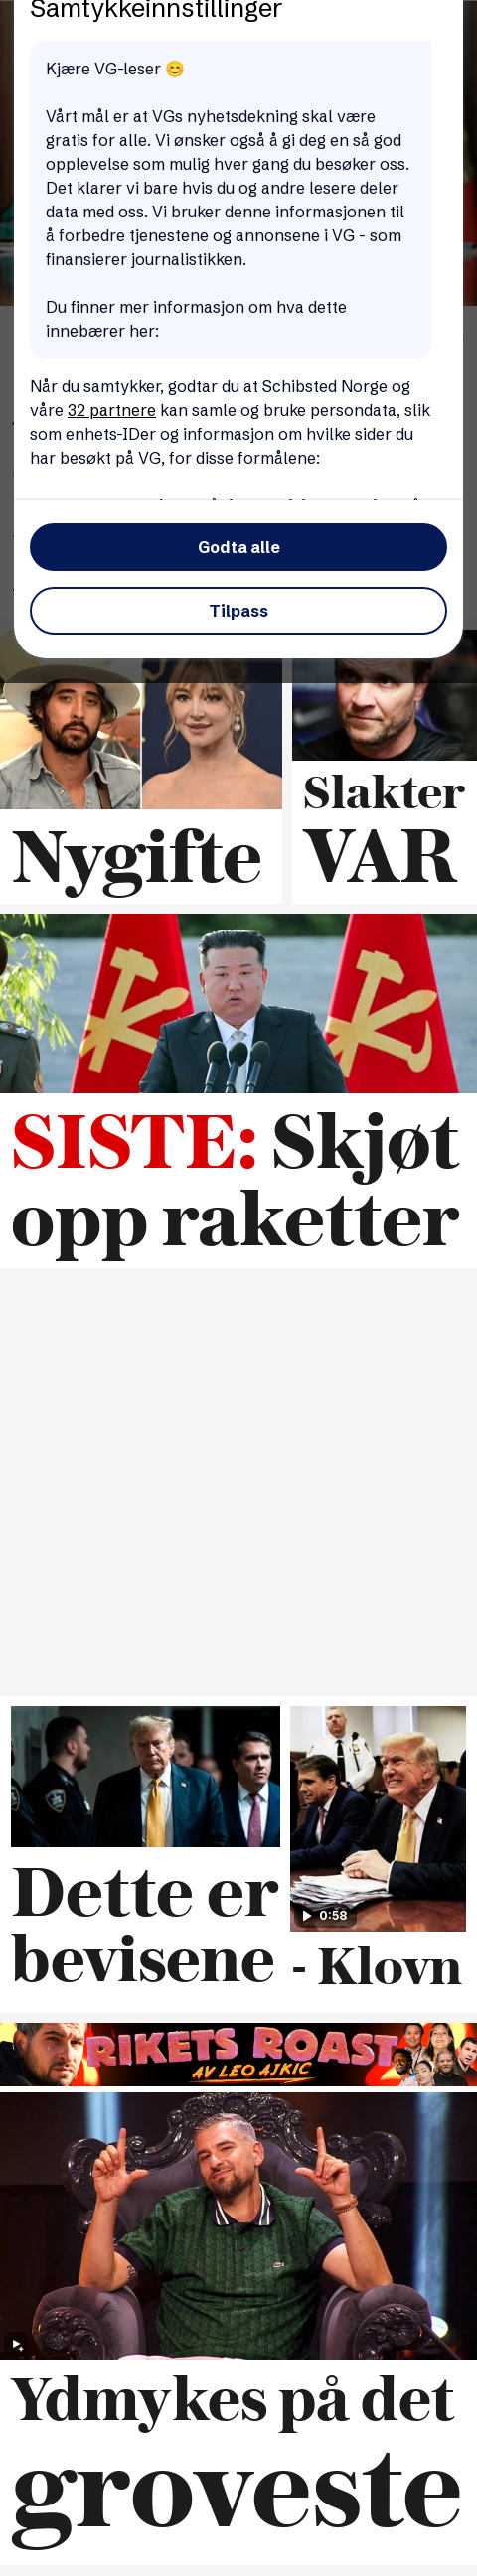 Samtykkeinnstillinger
Kjære VG-leser 😊
Vårt mål er at VGs nyhetsdekning skal være
gratis for alle. Vi ønsker også å gi deg en så god
opplevelse som mulig hver gang du besøker oss.
Det klarer vi bare hvis du og andre lesere deler
data med oss. Vi bruker denne informasjonen til
å forbedre tjenestene og annonsene i VG - som
finansierer journalistikken.
Du finner mer informasjon om hva dette
innebærer her:
Når du samtykker, godtar du at Schibsted Norge og
våre 32 partnere kan samle og bruke persondata, slik
som enhets-IDer og informasjon om hvilke sider du
har besøkt på VG, for disse formålene:
Godta alle
Tilpass
Nygifte
Slakter
VAR
SISTE: Skjøt
opp raketter
Dette er
bevisene
0:58
- Klovn
RIKETS ROAST
AV LEO AJKIC
Ydmykes på det
groveste